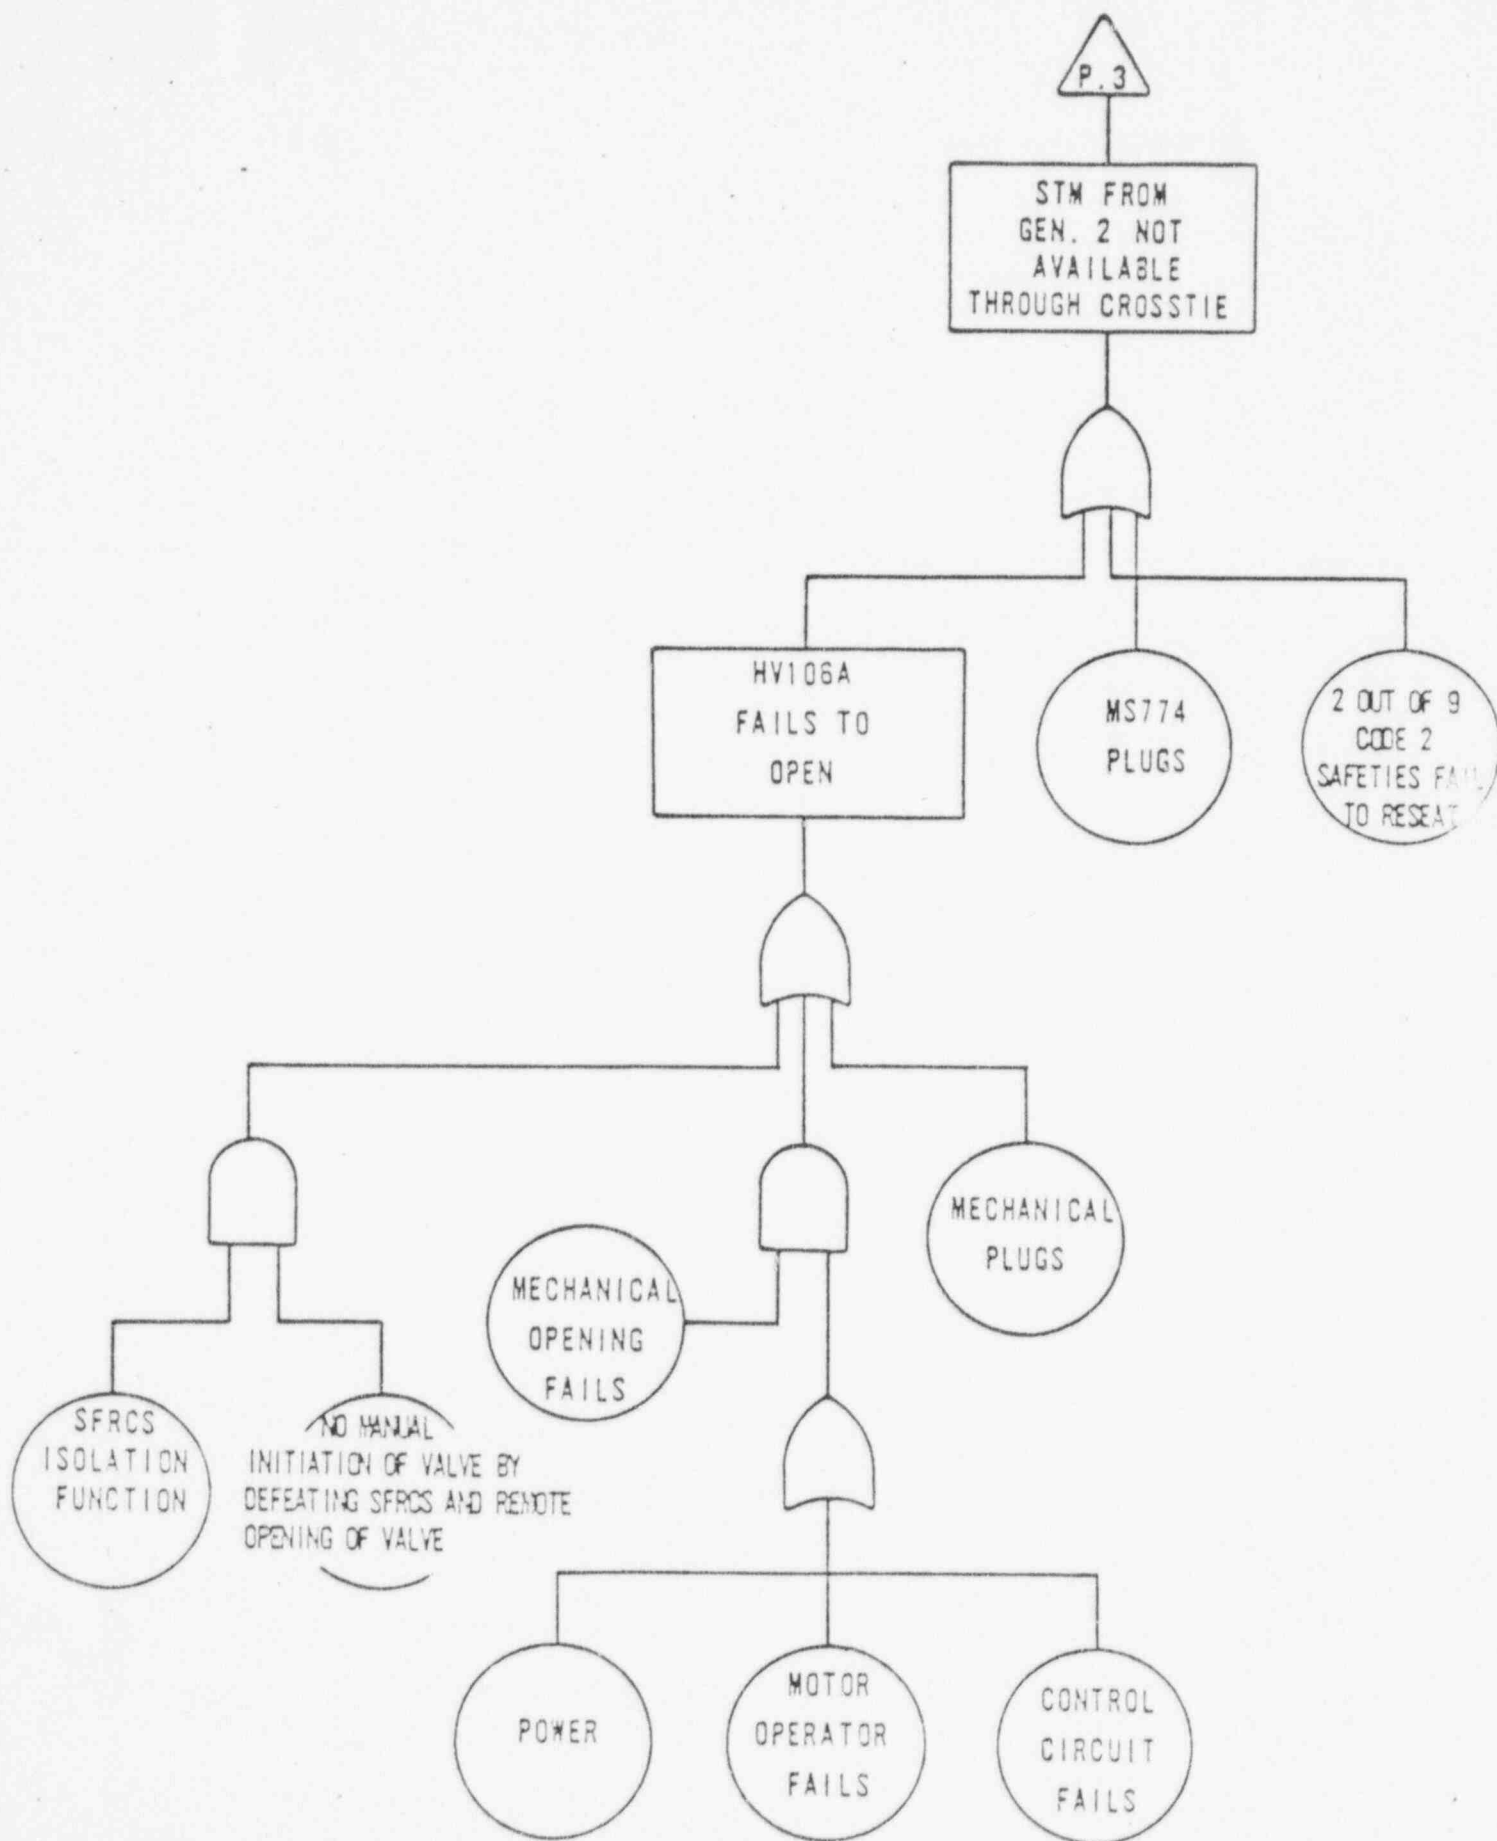 P.3
STM FROM
GEN. 2 NOT
AVAILABLE
THROUGH CROSSTIE
HV106A
FAILS TO
OPEN
MS774
PLUGS
2 OUT OF 9
CODE 2
SAFETIES FAIL
TO RESEAT
MECHANICAL
PLUGS
MECHANICAL
OPENING
FAILS
SFRCS
ISOLATION
FUNCTION
NO MANUAL
INITIATION OF VALVE BY
DEFEATING SFRCS AND REMOTE
OPENING OF VALVE
POWER
MOTOR
OPERATOR
FAILS
CONTROL
CIRCUIT
FAILS